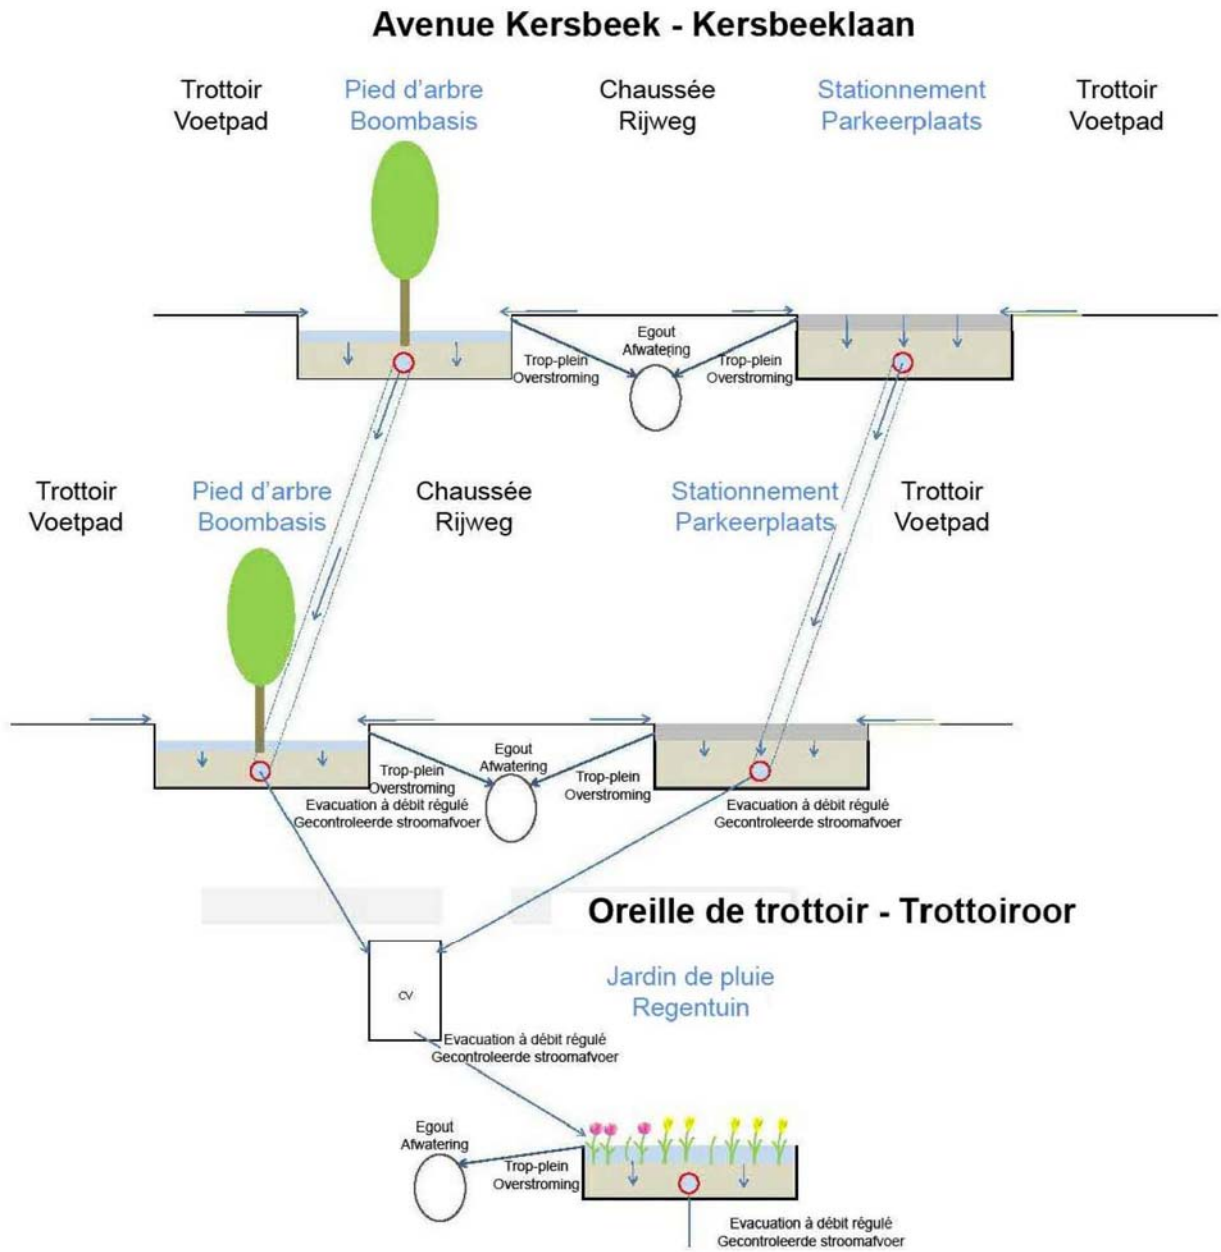 Avenue Kersbeek - Kersbeeklaan
Trottoir
Voetpad
Pied d'arbre
Boombasis
Chaussée
Rijweg
Stationnement
Parkeerplaats
Trottoir
Voetpad
Egout
Afwatering
Trop-plein
Overstroming
Trop-plein
Overstroming
Trottoir
Voetpad
Pied d'arbre
Boombasis
Chaussée
Rijweg
Stationnement
Parkeerplaats
Trottoir
Voetpad
Egout
Afwatering
Trop-plein
Overstroming
Trop-plein
Overstroming
Evacuation à débit régulé
Gecontroleerde stroomafvoer
Evacuation à débit régulé
Gecontroleerde stroomafvoer
Oreille de trottoir - Trottoiroor
CV
Jardin de pluie
Regentuin
Evacuation à débit régulé
Gecontroleerde stroomafvoer
Egout
Afwatering
Trop-plein
Overstroming
Evacuation à débit régulé
Gecontroleerde stroomafvoer